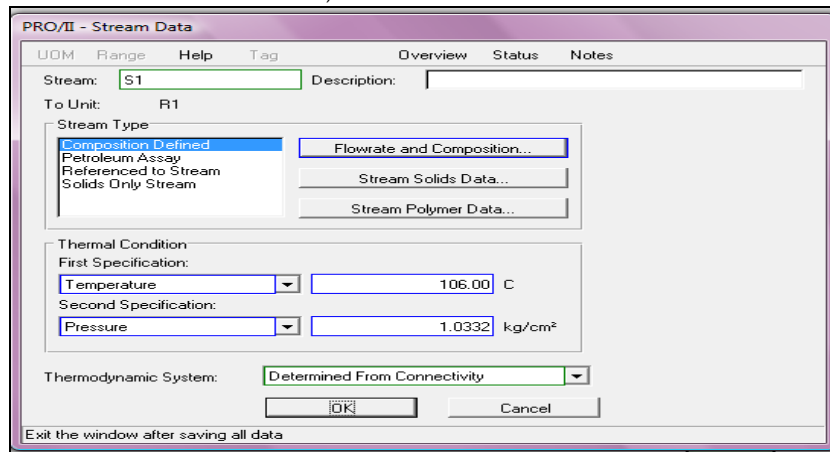 PRO/II - Stream Data
UOM Range Help Tag Overview Status Notes
Stream: S1 Description:
To Unit: R1
Stream Type
Composition Defined
Petroleum Assay
Referenced to Stream
Solids Only Stream
Flowrate and Composition...
Stream Solids Data...
Stream Polymer Data...
Thermal Condition
First Specification:
Temperature 106.00 C
Second Specification:
Pressure 1.0332 kg/cm²
Thermodynamic System: Determined From Connectivity
OK Cancel
Exit the window after saving all data